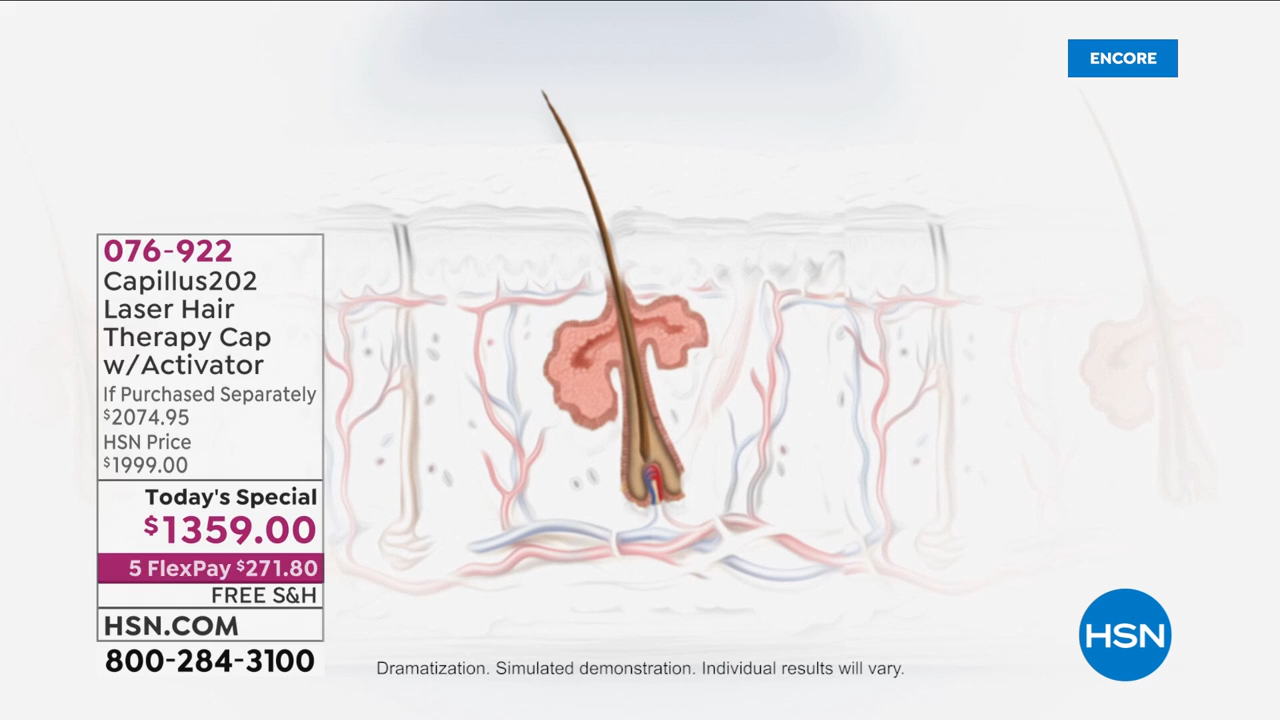 ENCORE
076-922
Capillus202
Laser Hair
Therapy Cap
w/Activator
If Purchased Separately
$2074.95
HSN Price
$1999.00
Today's Special
$1359.00
5 FlexPay $271.80
FREE S&H
HSN.COM
800-284-3100
Dramatization. Simulated demonstration. Individual results will vary.
HSN